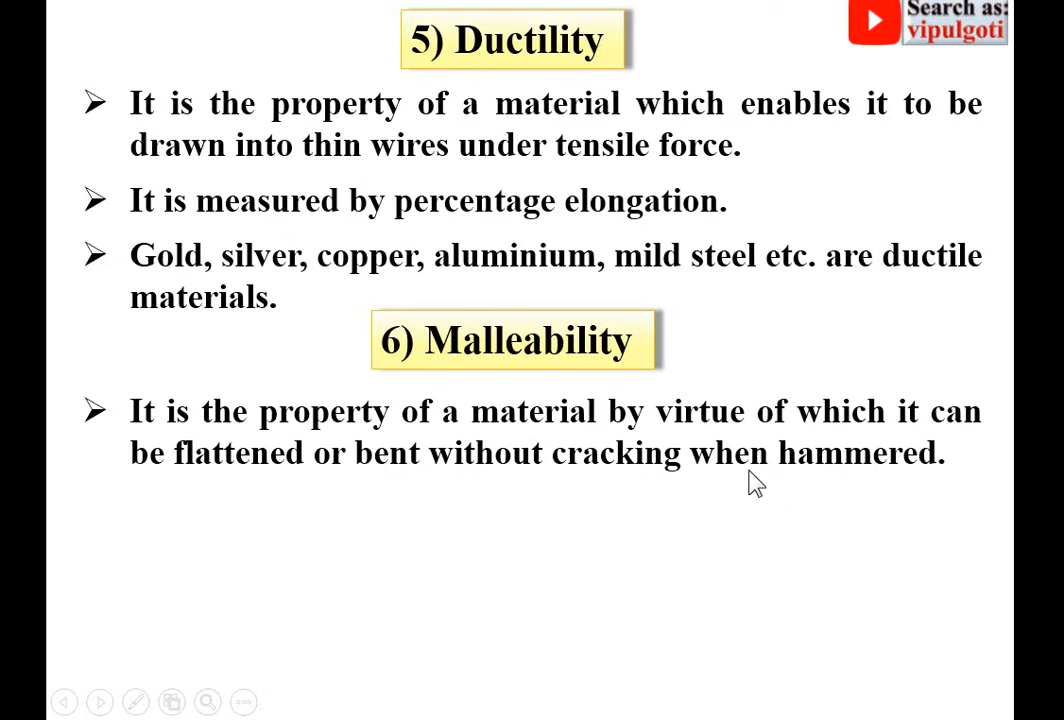 Search as:
vipulgoti
5) Ductility
➢ It is the property of a material which enables it to be
drawn into thin wires under tensile force.
➢ It is measured by percentage elongation.
➢ Gold, silver, copper, aluminium, mild steel etc. are ductile
materials.
6) Malleability
➢ It is the property of a material by virtue of which it can
be flattened or bent without cracking when hammered.